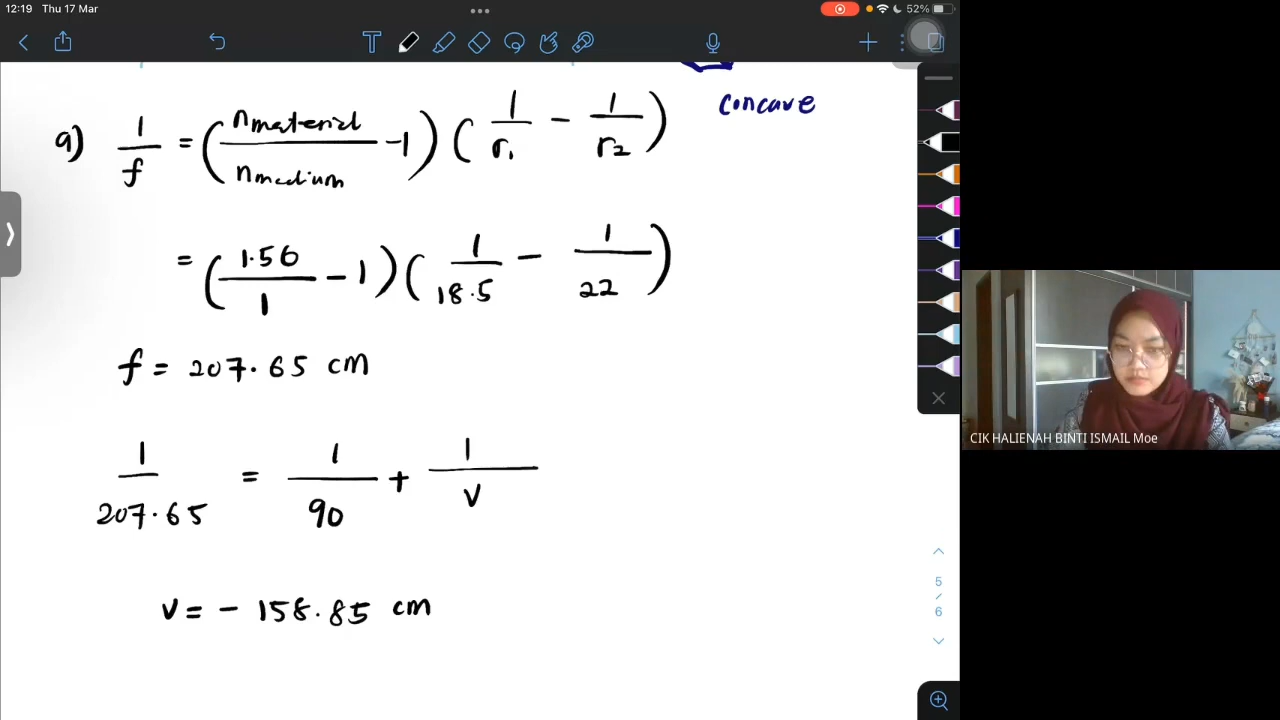 12:19 Thu 17 Mar
52%
T
concave
a) 1/f = (nmaterial/nmedium - 1) (1/r₁ - 1/r₂)
= (1.56/1 - 1) (1/18.5 - 1/22)
f = 207.65 cm
1/207.65 = 1/90 + 1/v
v = - 158.85 cm
5
/
6
CIK HALIENAH BINTI ISMAIL Moe